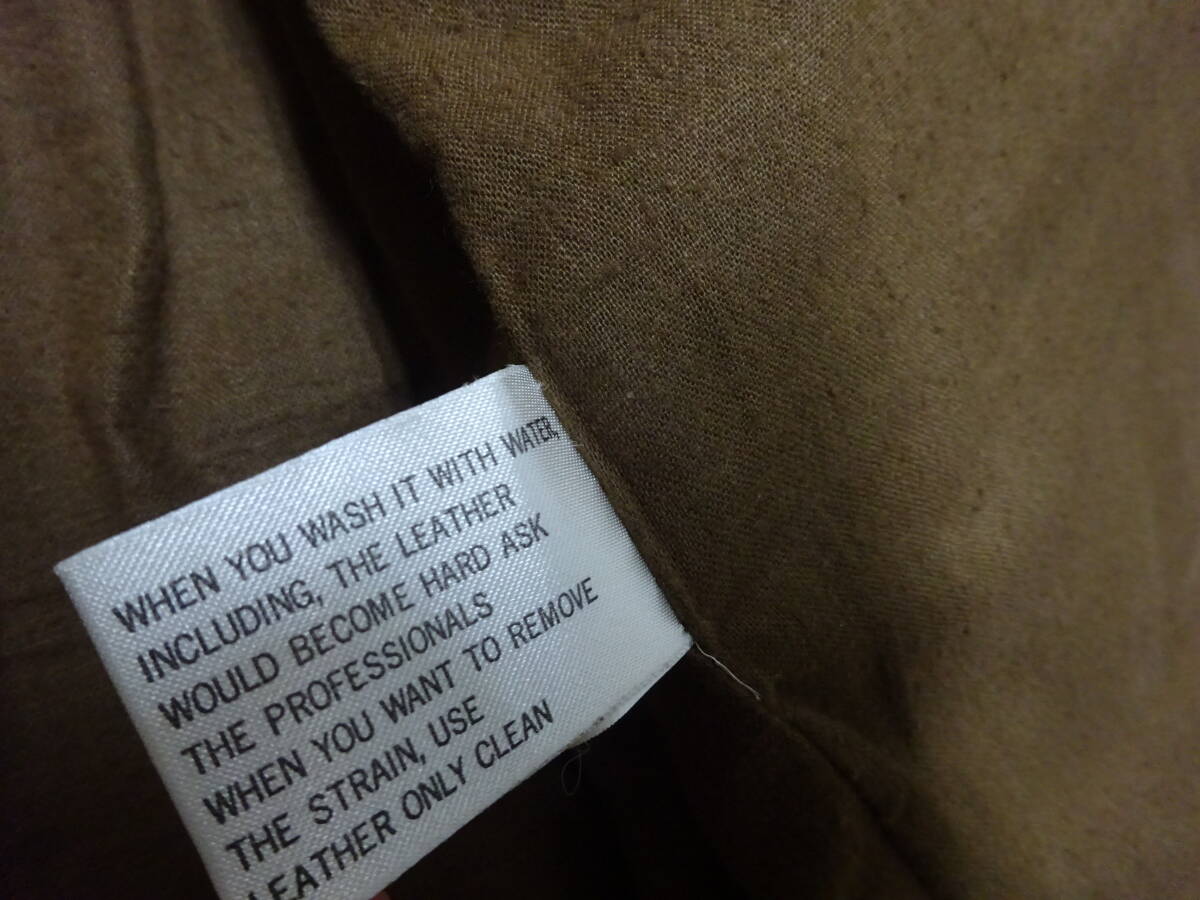 WHEN YOU WASH IT WITH WATER,
INCLUDING, THE LEATHER
WOULD BECOME HARD ASK
THE PROFESSIONALS
WHEN YOU WANT TO REMOVE
THE STRAIN, USE
LEATHER ONLY CLEAN